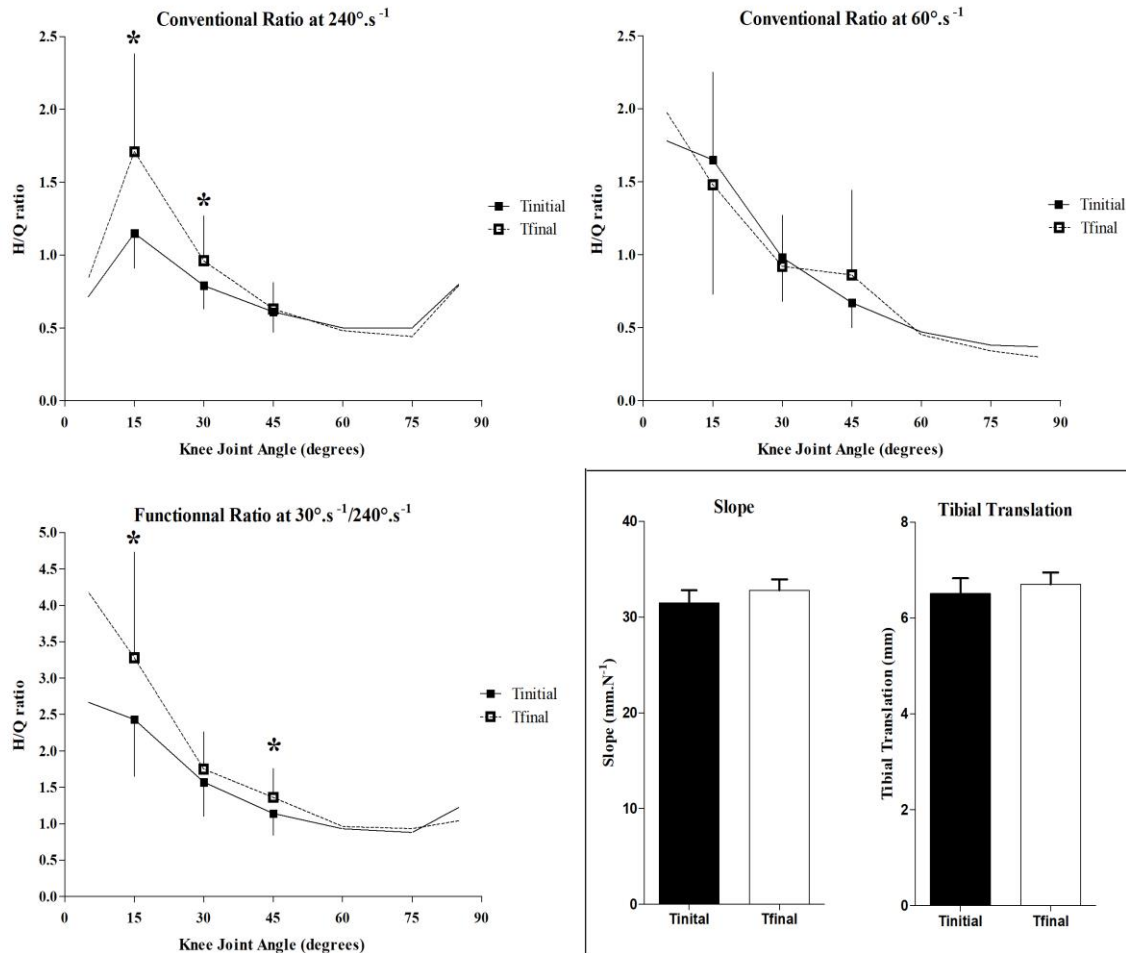 Conventional Ratio at 240°.s⁻¹
2.5
2.0
1.5
1.0
0.5
0.0
H/Q ratio
*
*
Tinitial
Tfinal
0 15 30 45 60 75 90
Knee Joint Angle (degrees)
Conventional Ratio at 60°.s⁻¹
2.5
2.0
1.5
1.0
0.5
0.0
H/Q ratio
Tinitial
Tfinal
0 15 30 45 60 75 90
Knee Joint Angle (degrees)
Functionnal Ratio at 30°.s⁻¹/240°.s⁻¹
5.0
4.5
4.0
3.5
3.0
2.5
2.0
1.5
1.0
0.5
0.0
H/Q ratio
*
*
Tinitial
Tfinal
0 15 30 45 60 75 90
Knee Joint Angle (degrees)
Slope
40
30
20
10
0
Slope (mm.N⁻¹)
Tinital Tfinal
Tibial Translation
8
6
4
2
0
Tibial Translation (mm)
Tinitial Tfinal